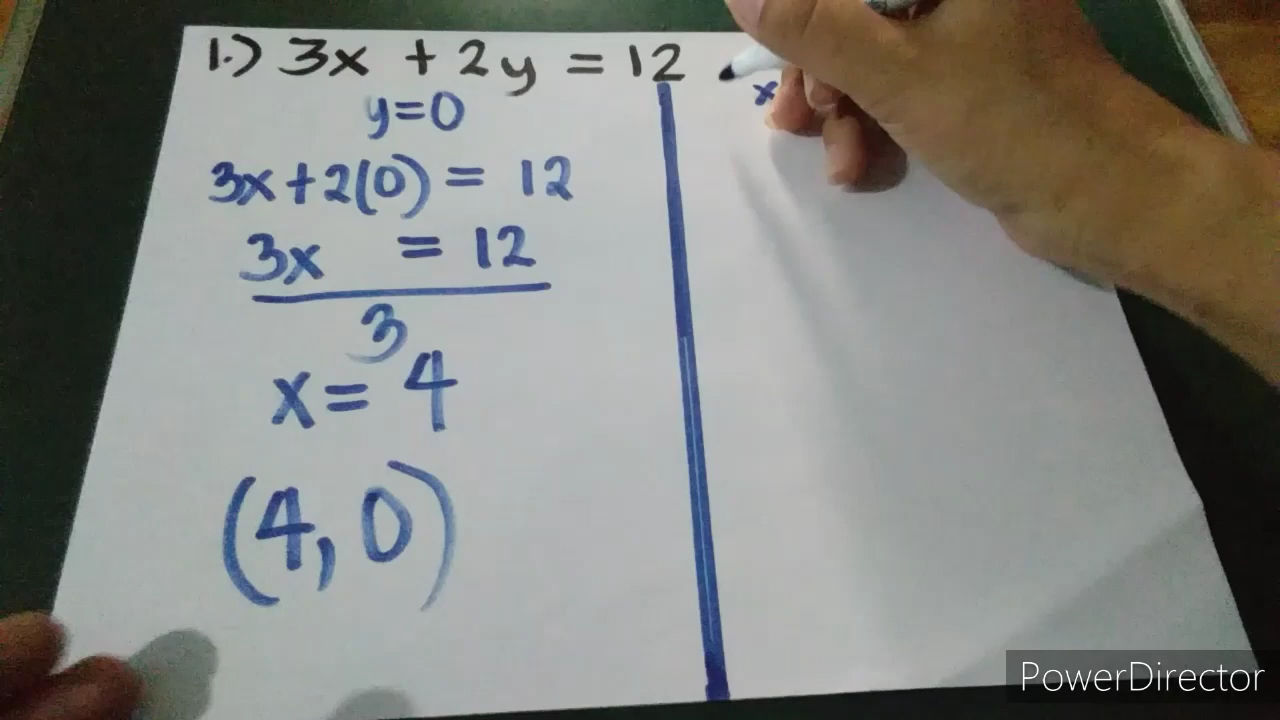 1.) 3x + 2y = 12
y=0
3x+2(0) = 12
3x = 12
3
x= 4
(4, 0)
x
PowerDirector